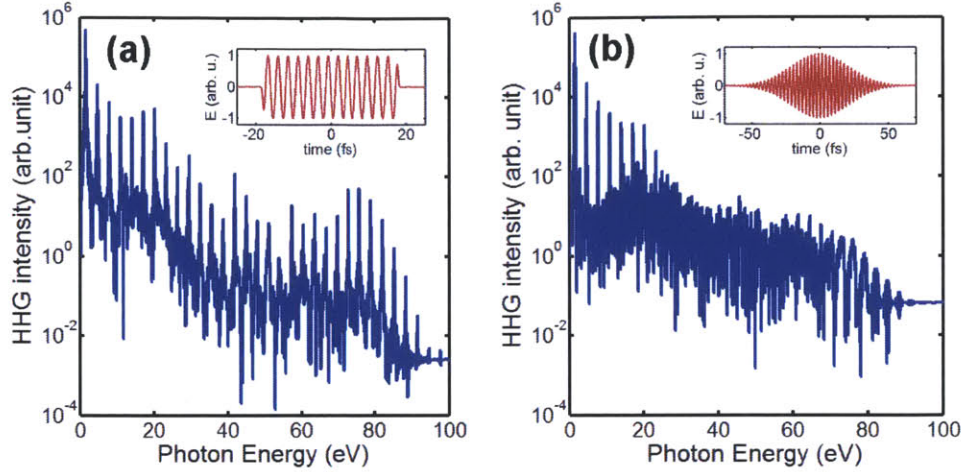 (a)
HHG intensity (arb.unit)
10^6
10^4
10^2
10^0
10^-2
10^-4
0 20 40 60 80 100
Photon Energy (eV)
E (arb. u.)
1
0
-1
-20 0 20
time (fs)
(b)
HHG intensity (arb. unit)
10^6
10^4
10^2
10^0
10^-2
10^-4
0 20 40 60 80 100
Photon Energy (eV)
E (arb. u.)
1
0
-1
-50 0 50
time (fs)